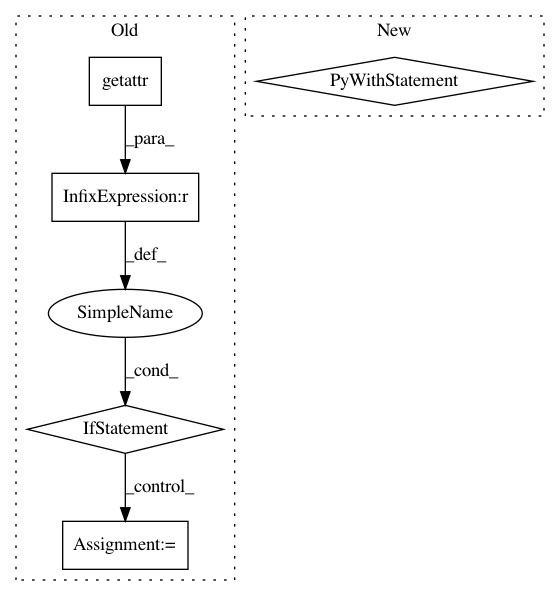 Old
New
getattr
PyWithStatement
_para_
InfixExpression:r
_def_
SimpleName
_cond_
IfStatement
_control_
Assignment:=